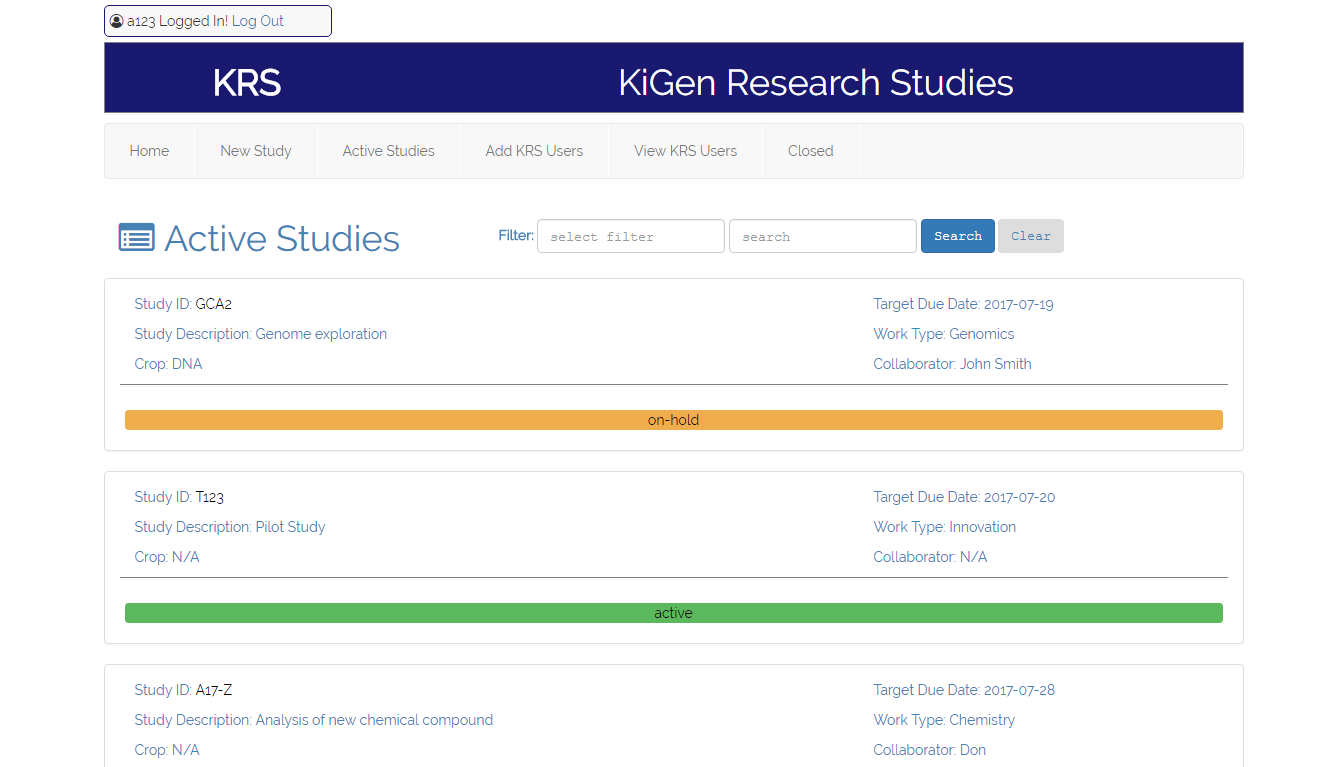 a123 Logged In! Log Out
KRS KiGen Research Studies
Home New Study Active Studies Add KRS Users View KRS Users Closed
Active Studies Filter: select filter search Search Clear
Study ID: GCA2 Target Due Date: 2017-07-19
Study Description: Genome exploration Work Type: Genomics
Crop: DNA Collaborator: John Smith
on-hold
Study ID: T123 Target Due Date: 2017-07-20
Study Description: Pilot Study Work Type: Innovation
Crop: N/A Collaborator: N/A
active
Study ID: A17-Z Target Due Date: 2017-07-28
Study Description: Analysis of new chemical compound Work Type: Chemistry
Crop: N/A Collaborator: Don